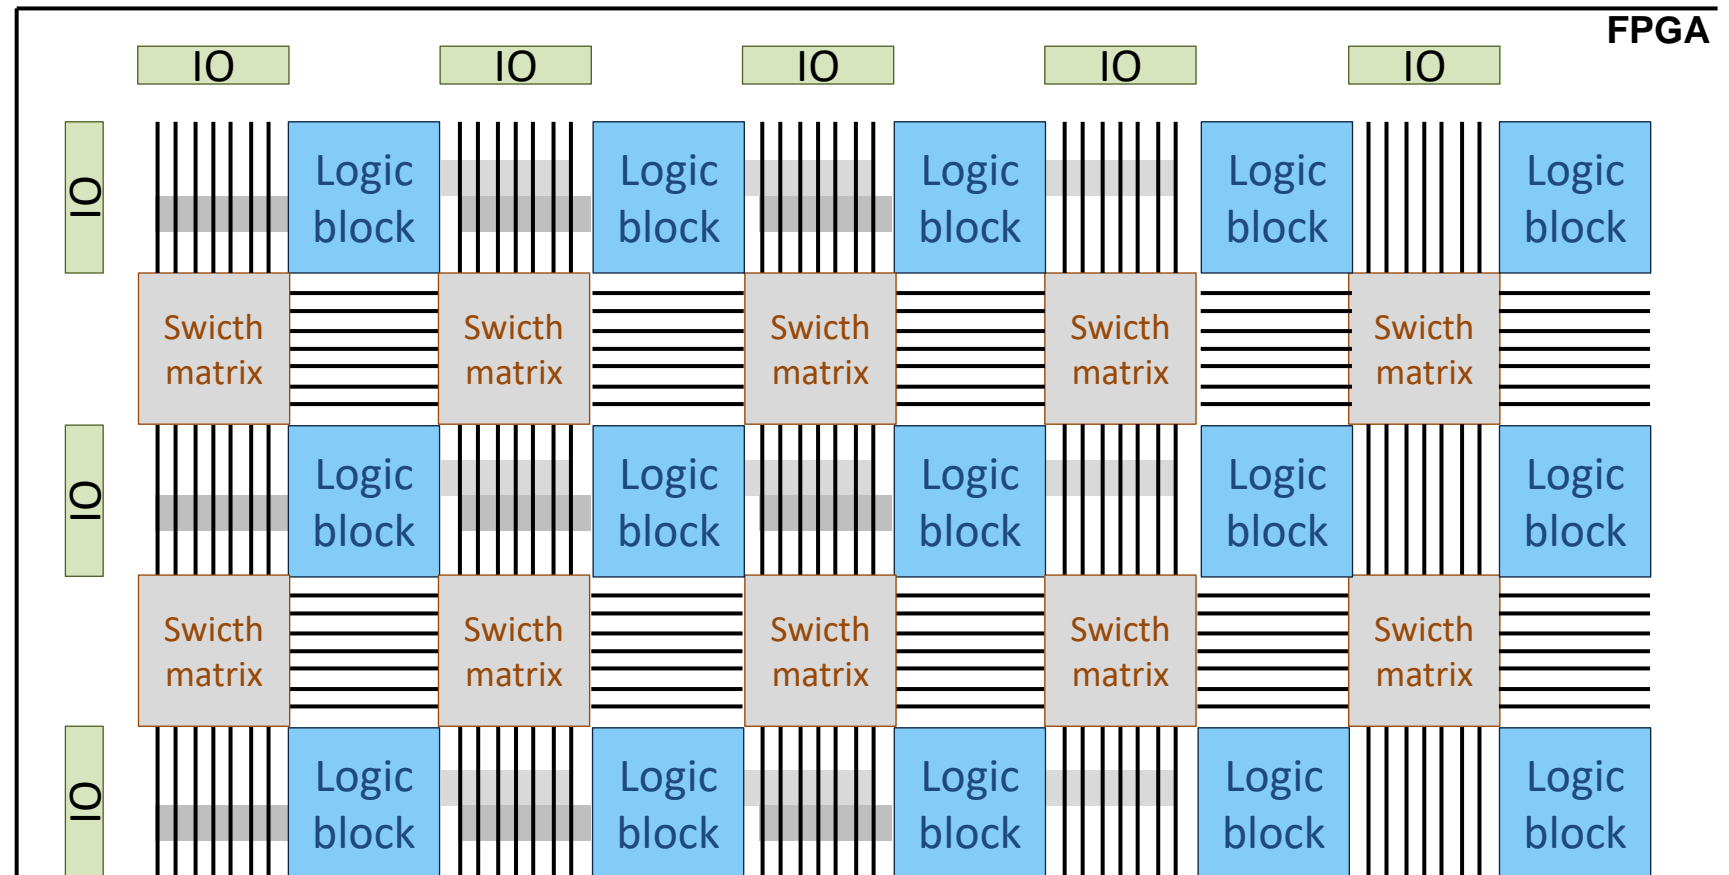 FPGA
IO IO IO IO IO
IO
Logic Logic Logic Logic Logic
block block block block block
Swicth Swicth Swicth Swicth Swicth
matrix matrix matrix matrix matrix
IO
Logic Logic Logic Logic Logic
block block block block block
Swicth Swicth Swicth Swicth Swicth
matrix matrix matrix matrix matrix
IO
Logic Logic Logic Logic Logic
block block block block block